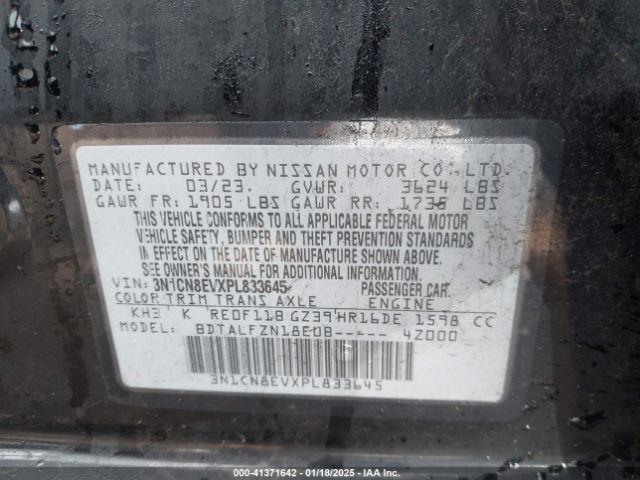 MANUFACTURED BY NISSAN MOTOR CO., LTD.
DATE: 03/23. GVWR: 3624 LBS
GAWR FR: 1905 LBS GAWR RR: 1735 LBS
THIS VEHICLE CONFORMS TO ALL APPLICABLE FEDERAL MOTOR
VEHICLE SAFETY, BUMPER AND THEFT PREVENTION STANDARDS
IN EFFECT ON THE DATE OF MANUFACTURE SHOWN ABOVE.
SEE OWNER'S MANUAL FOR ADDITIONAL INFORMATION.
VIN: 3N1CN8EVXPL833645 PASSENGER CAR.
COLOR TRIM TRANS AXLE ENGINE
KH3 K RE0F11B GZ39 HR16DE 1598 CC
BDTALFZN18EUB----- 4Z000
3N1CN8EVXPL833645
000-41371642 - 01/18/2025 - IAA Inc.